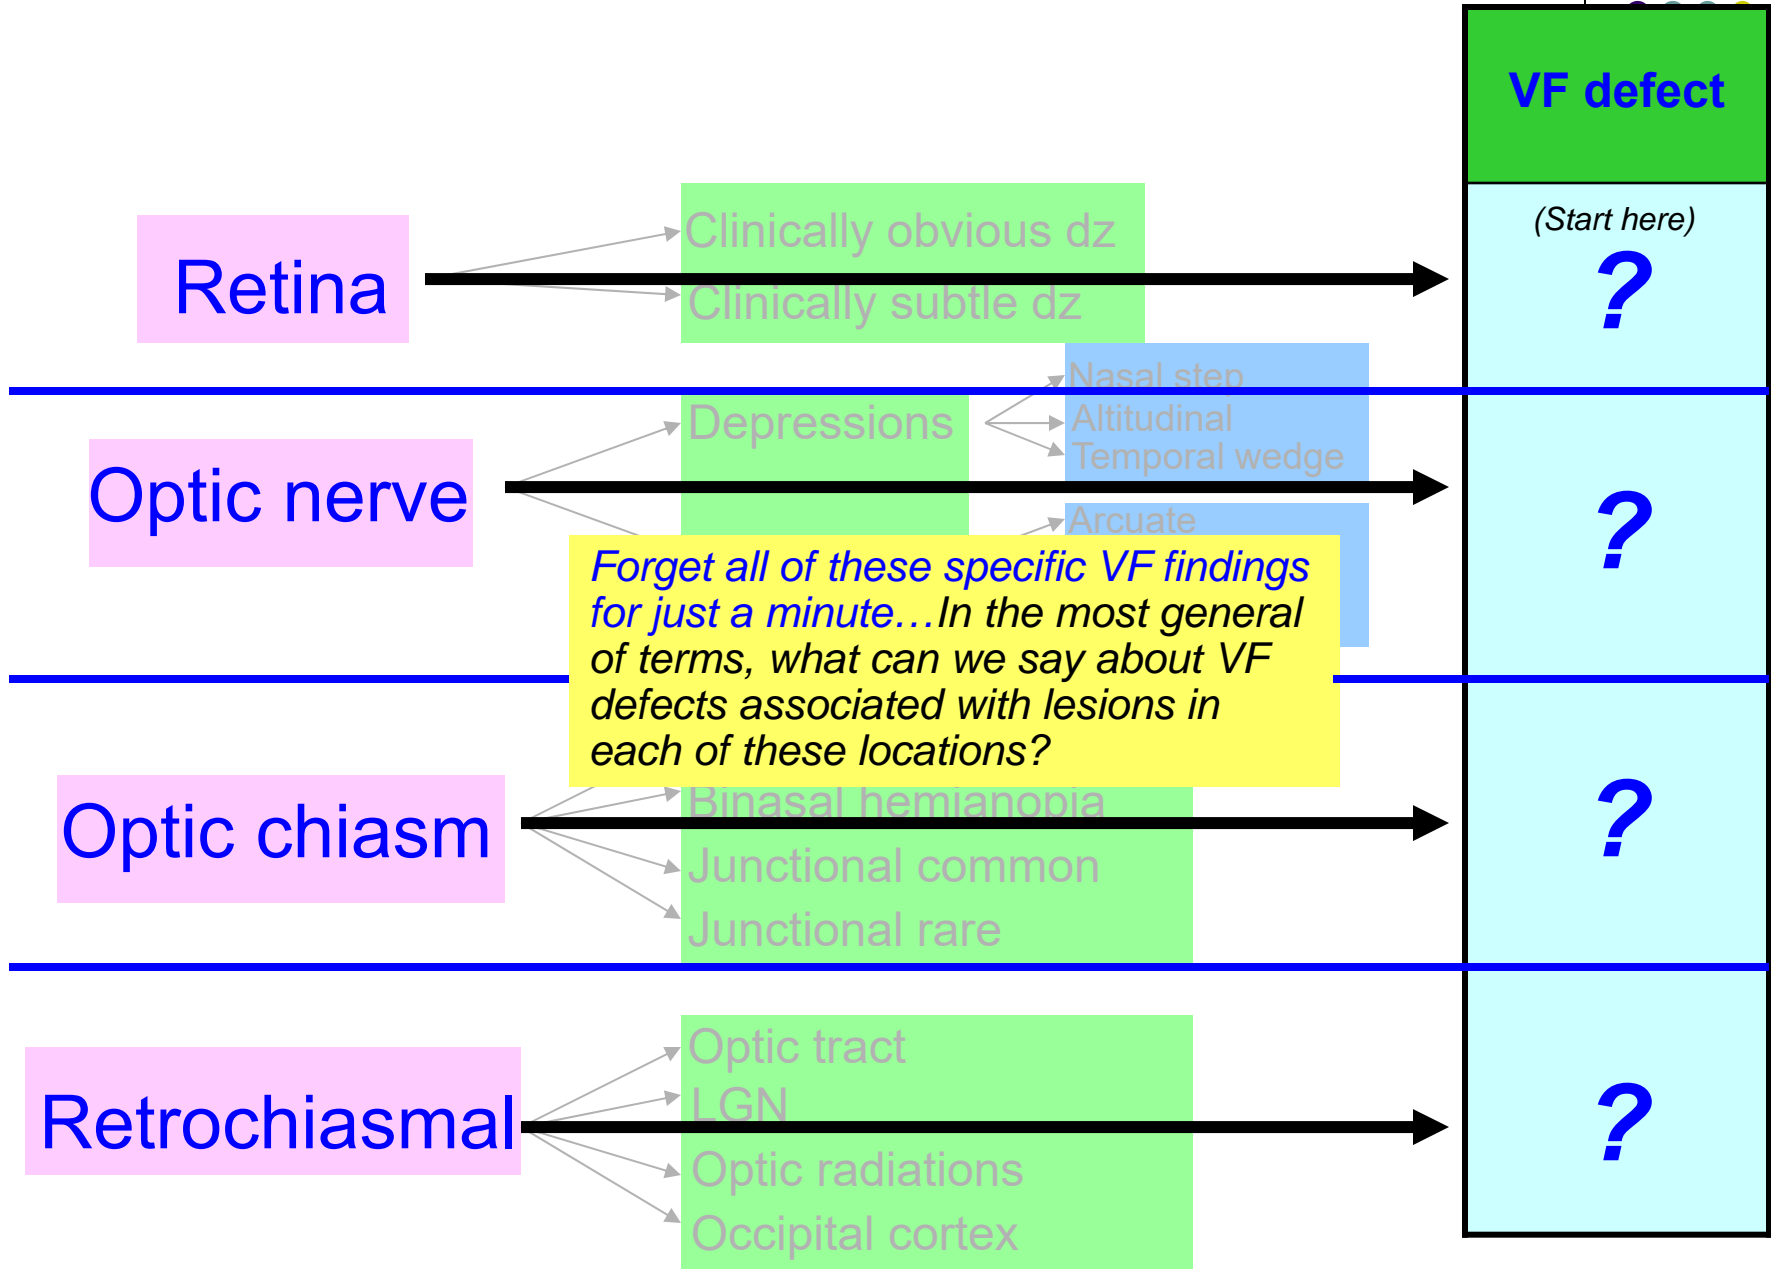 VF defect
(Start here)
?
Retina
Clinically obvious dz
Clinically subtle dz
Optic nerve
Depressions
Nasal step
Altitudinal
Temporal wedge
Arcuate
?
Forget all of these specific VF findings
for just a minute…In the most general
of terms, what can we say about VF
defects associated with lesions in
each of these locations?
Optic chiasm
Binasal hemianopia
Junctional common
Junctional rare
?
Retrochiasmal
Optic tract
LGN
Optic radiations
Occipital cortex
?